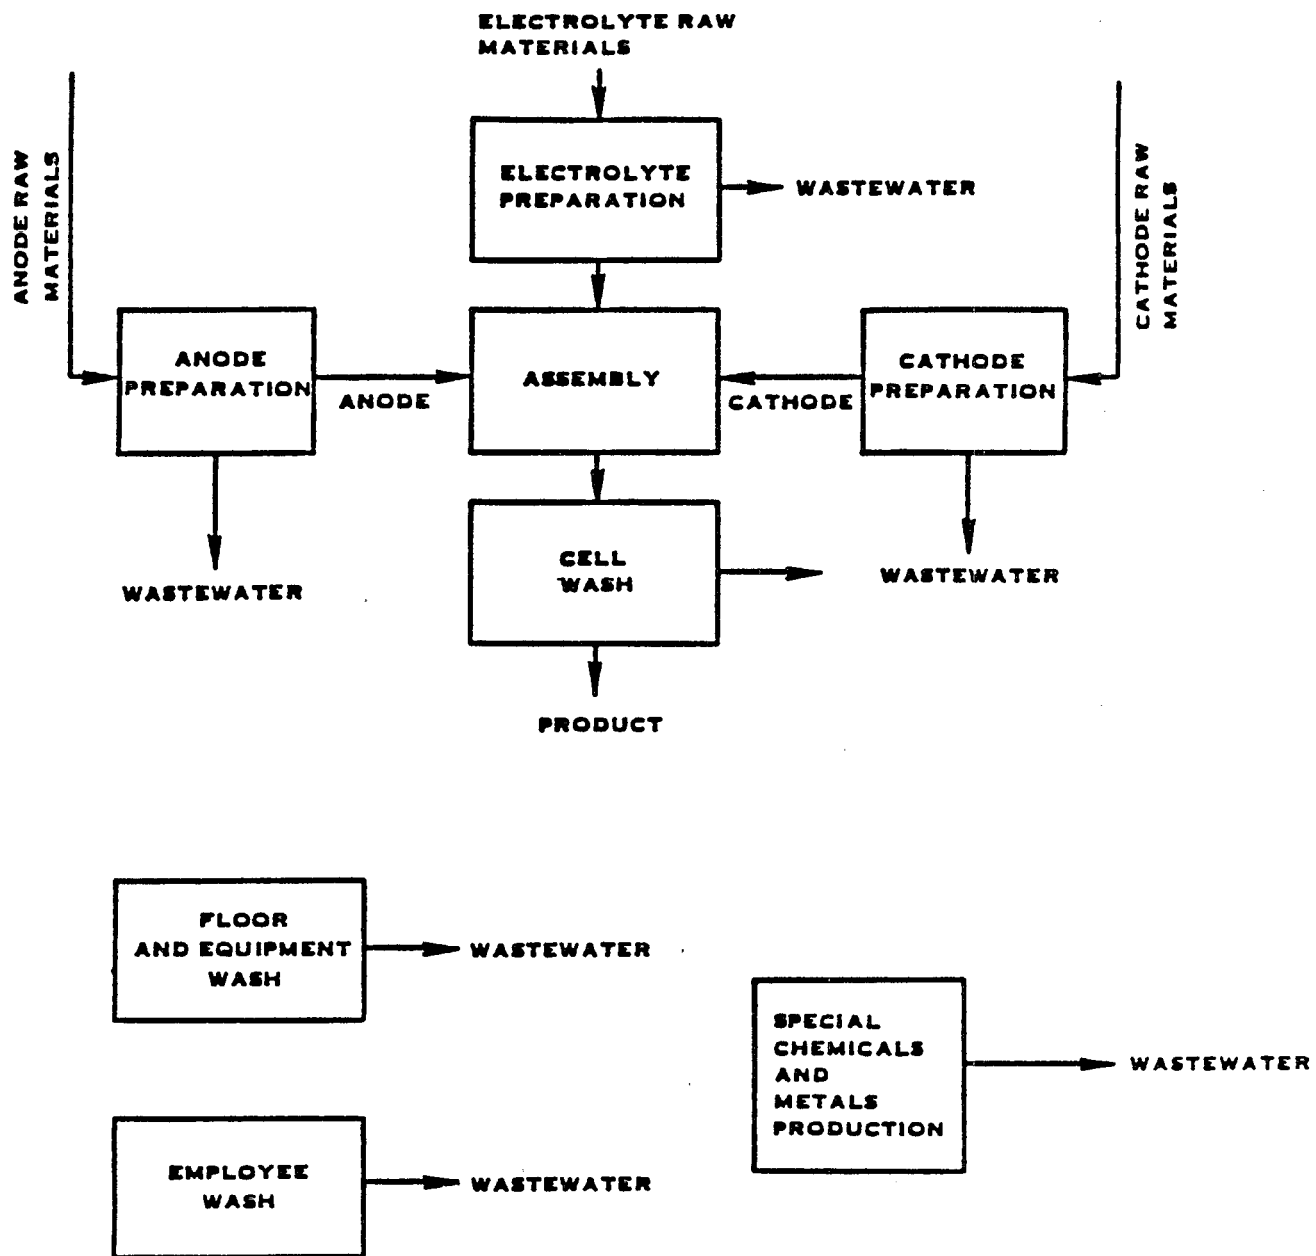 ELECTROLYTE RAW
MATERIALS
ANODE RAW
MATERIALS
CATHODE RAW
MATERIALS
ELECTROLYTE
PREPARATION
WASTEWATER
ANODE
PREPARATION
ANODE
ASSEMBLY
CATHODE
CATHODE
PREPARATION
WASTEWATER
CELL
WASH
WASTEWATER
PRODUCT
FLOOR
AND EQUIPMENT
WASH
WASTEWATER
SPECIAL
CHEMICALS
AND
METALS
PRODUCTION
WASTEWATER
EMPLOYEE
WASH
WASTEWATER